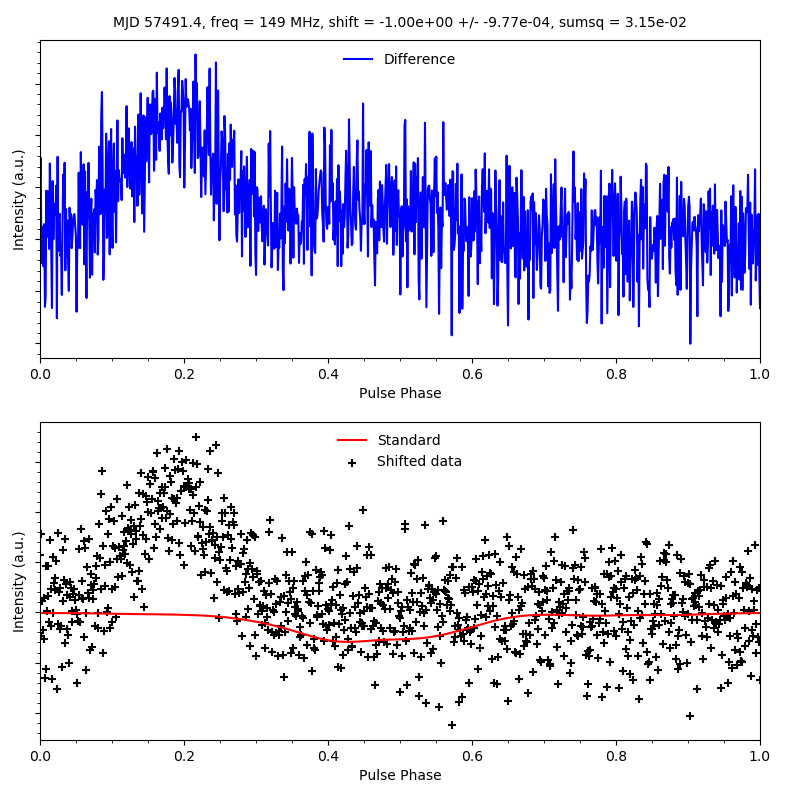 MJD 57491.4, freq = 149 MHz, shift = -1.00e+00 +/- -9.77e-04, sumsq = 3.15e-02
Difference
Intensity (a.u.)
0.0 0.2 0.4 0.6 0.8 1.0
Pulse Phase
Standard
Shifted data
Intensity (a.u.)
0.0 0.2 0.4 0.6 0.8 1.0
Pulse Phase